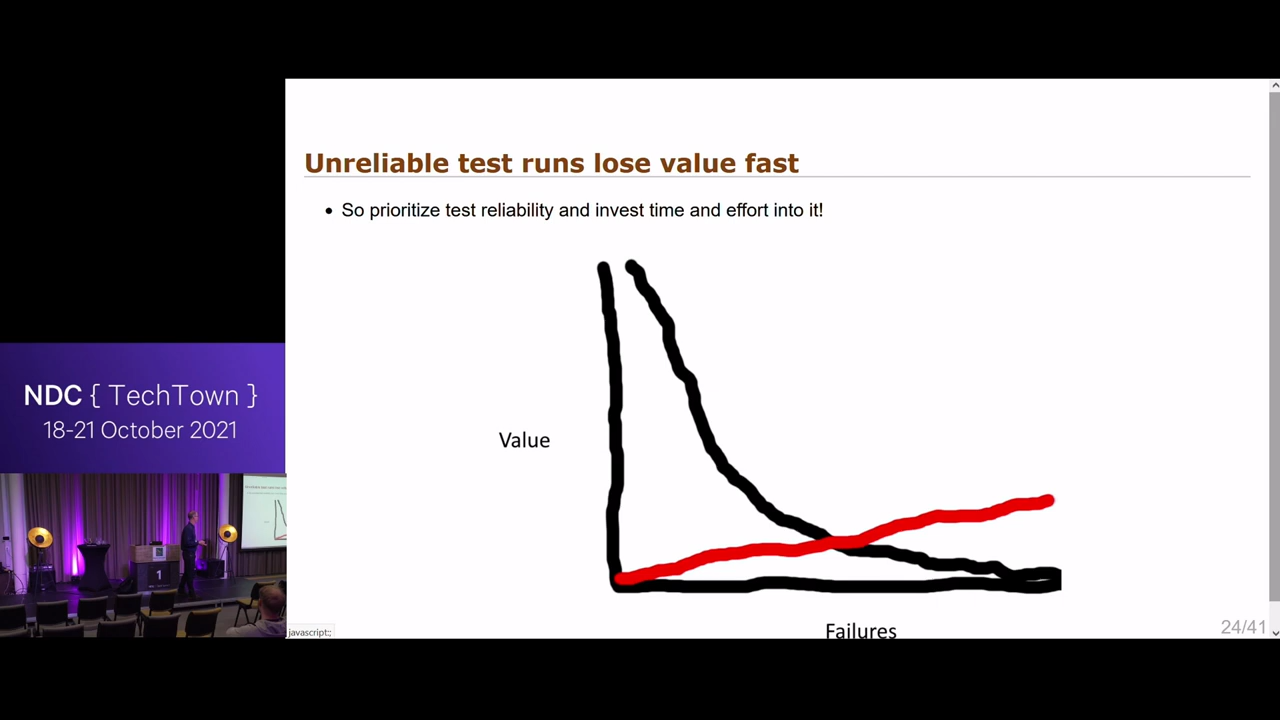 Unreliable test runs lose value fast
So prioritize test reliability and invest time and effort into it!
Value
Failures
24/41
javascript:;
NDC { TechTown }
18-21 October 2021
1